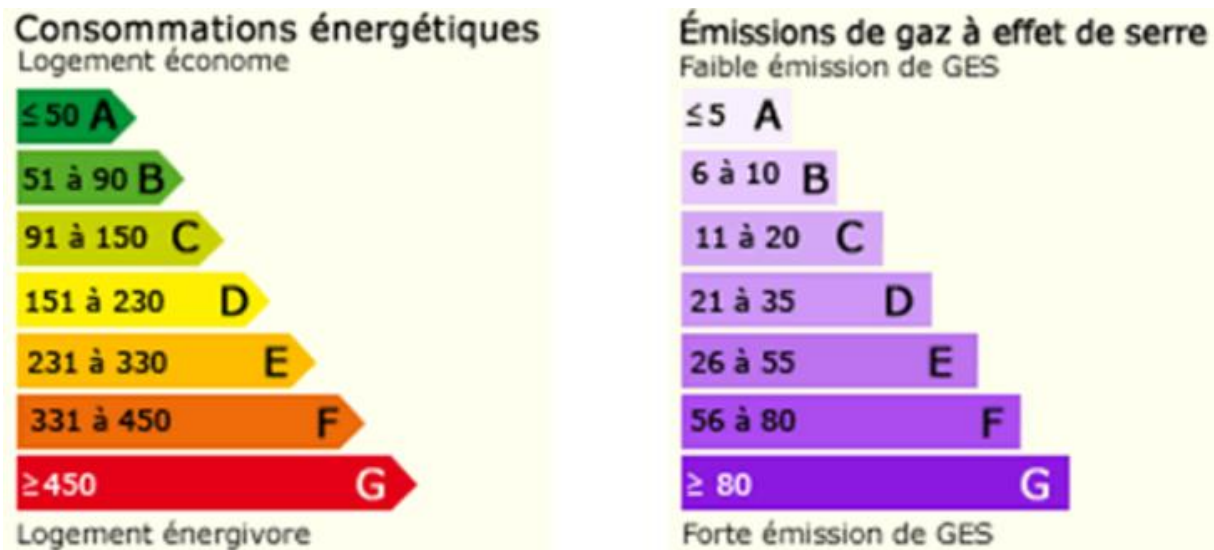 Consommations énergétiques
Logement économe
≤ 50 A
51 à 90 B
91 à 150 C
151 à 230 D
231 à 330 E
331 à 450 F
≥ 450 G
Logement énergivore
Émissions de gaz à effet de serre
Faible émission de GES
≤ 5 A
6 à 10 B
11 à 20 C
21 à 35 D
26 à 55 E
56 à 80 F
≥ 80 G
Forte émission de GES